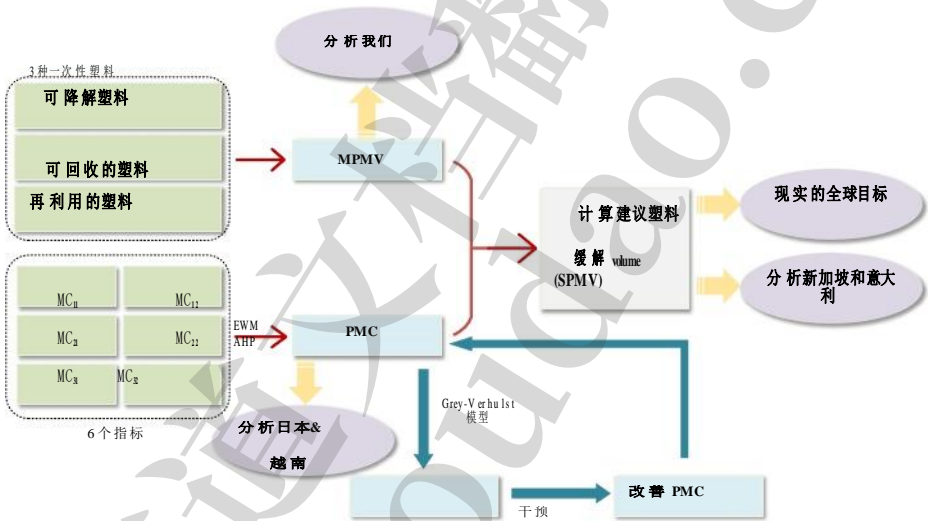 分析我们
3种一次性塑料
可降解塑料
可回收的塑料
再利用的塑料
MPMV
计算建议塑料
缓解 volume
(SPMV)
现实的全球目标
分析新加坡和意大
利
MC₁₁ MC₁₂
MC₂₁ MC₂₂
MC₃₁ MC₃₂
6个指标
EWM
AHP
PMC
分析日本&
越南
Grey-Verhulst
模型
干预
改善 PMC